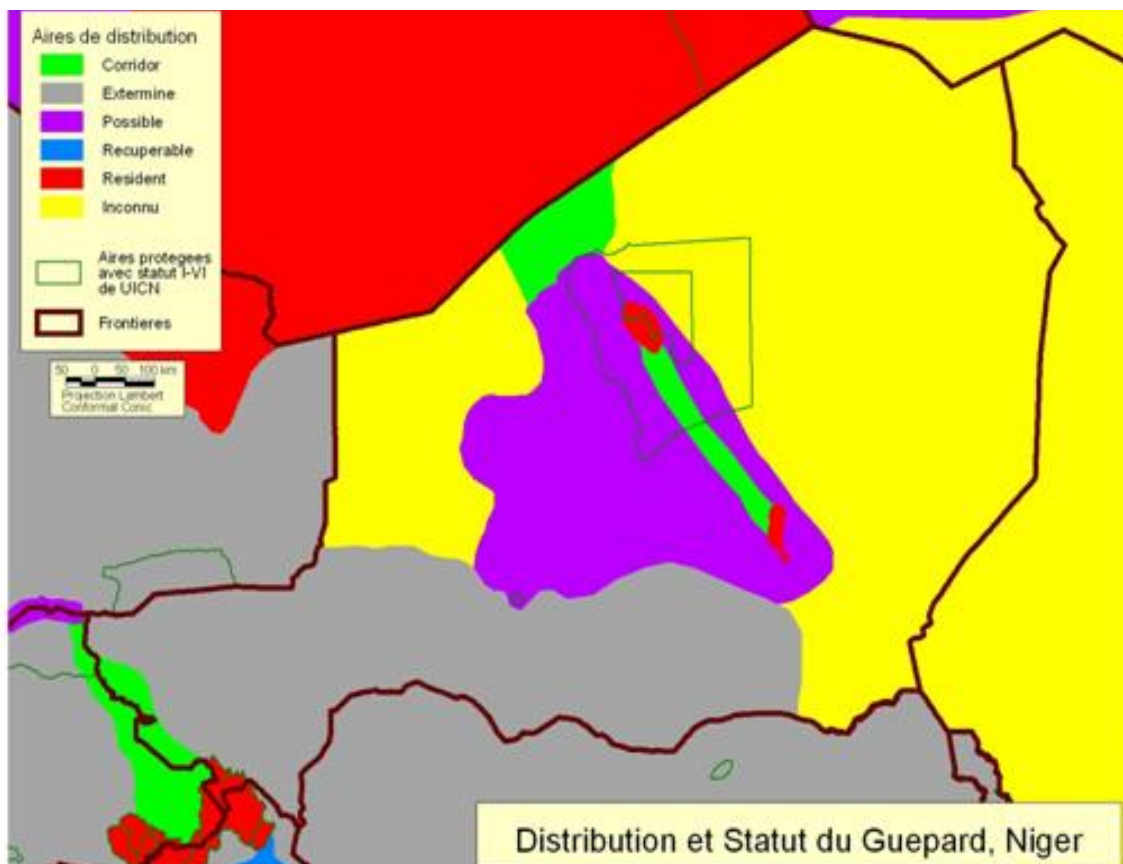 Aires de distribution
Corridor
Extermine
Possible
Recuperable
Resident
Inconnu
Aires protegees
avec statut I-VI
de UICN
Frontieres
50 0 50 100 km
Projection Lambert
Conformal Conic
Distribution et Statut du Guepard, Niger